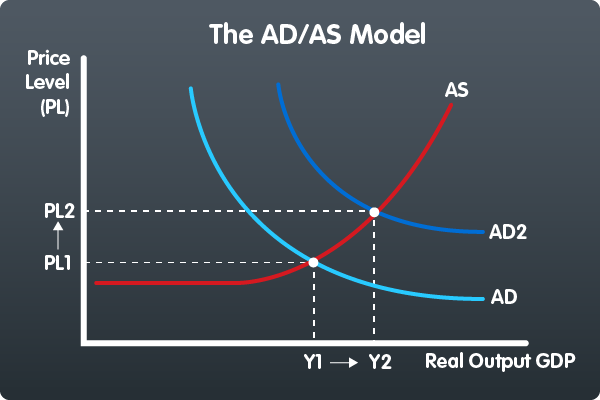 The AD/AS Model
Price
Level
(PL)
AS
PL2
AD2
PL1
AD
Y1
Y2
Real Output GDP